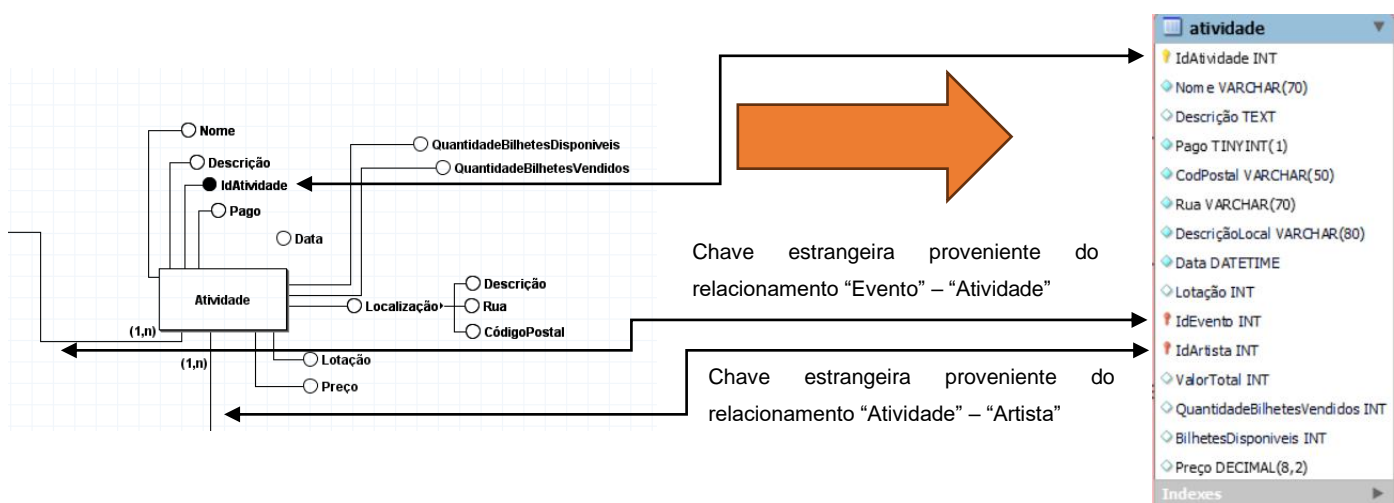 Nome
Descrição
IdAtividade
Pago
Data
QuantidadeBilhetesDisponiveis
QuantidadeBilhetesVendidos
Atividade
Localização
Descrição
Rua
CódigoPostal
(1,n)
(1,n)
Lotação
Preço
Chave estrangeira proveniente do
relacionamento “Evento” – “Atividade”
Chave estrangeira proveniente do
relacionamento “Atividade” – “Artista”
atividade
IdAtividade INT
Nome VARCHAR(70)
Descrição TEXT
Pago TINYINT(1)
CodPostal VARCHAR(50)
Rua VARCHAR(70)
DescriçãoLocal VARCHAR(80)
Data DATETIME
Lotação INT
IdEvento INT
IdArtista INT
ValorTotal INT
QuantidadeBilhetesVendidos INT
BilhetesDisponiveis INT
Preço DECIMAL(8,2)
Indexes